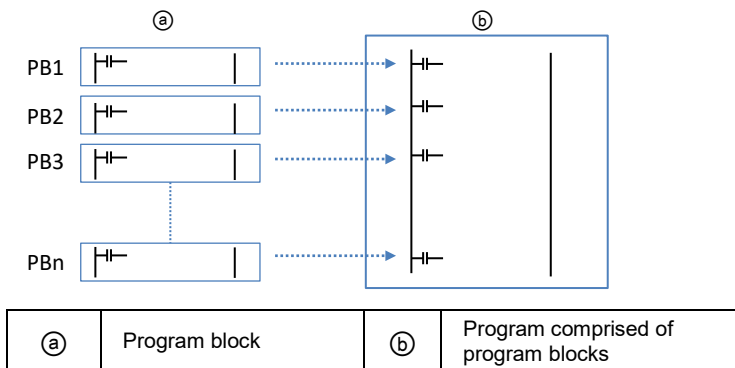 ⓐ ⓑ
PB1
PB2
PB3
PBn
ⓐ Program block ⓑ Program comprised of
program blocks